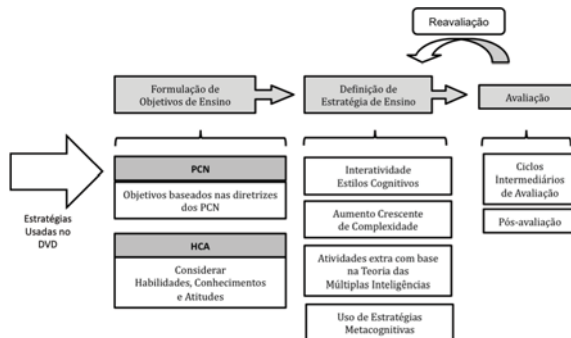 Reavaliação
Formulação de
Objetivos de Ensino
Definição de
Estratégia de Ensino
Avaliação
Estratégias
Usadas no
DVD
PCN
Objetivos baseados nas diretrizes
dos PCN
HCA
Considerar
Habilidades, Conhecimentos
e Atitudes
Interatividade
Estilos Cognitivos
Aumento Crescente
de Complexidade
Atividades extra com base
na Teoria das
Múltiplas Inteligências
Uso de Estratégias
Metacognitivas
Ciclos
Intermediários
de Avaliação
Pós-avaliação